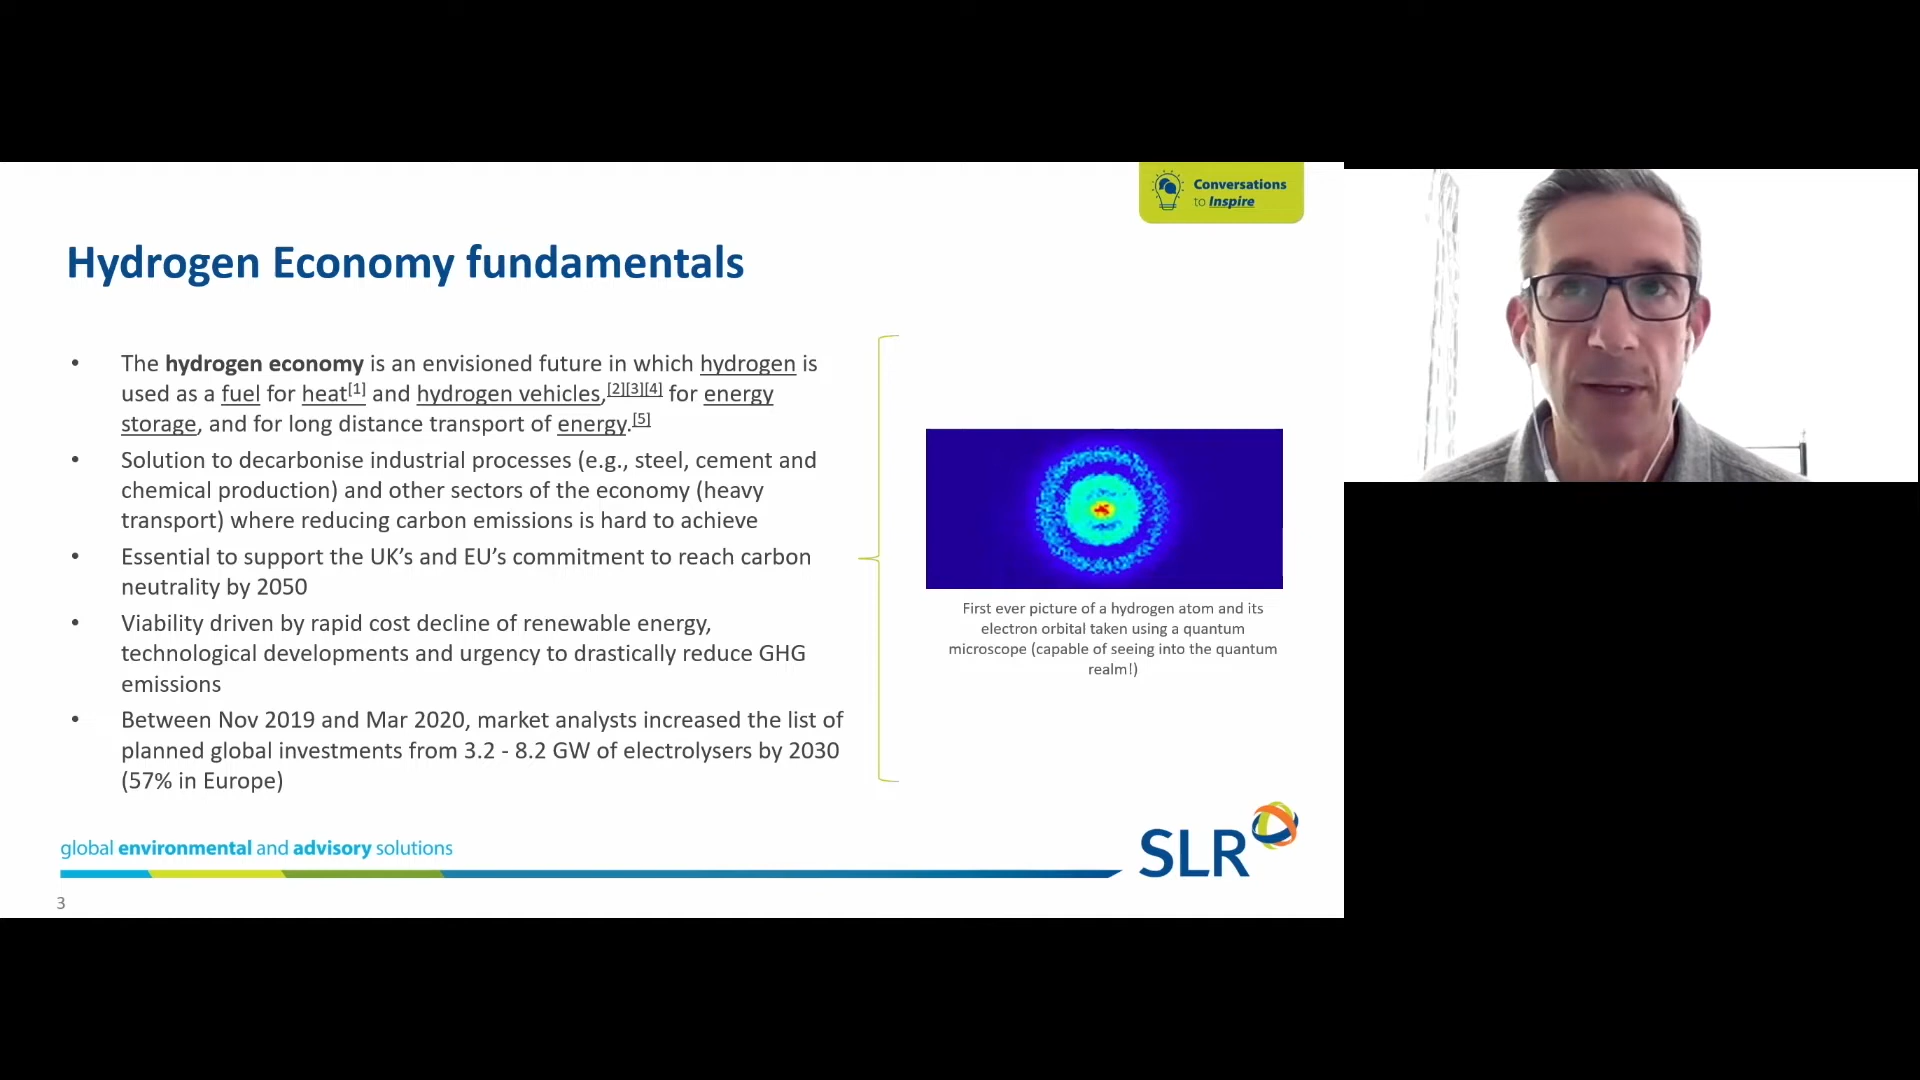 Conversations
to Inspire
Hydrogen Economy fundamentals
• The hydrogen economy is an envisioned future in which hydrogen is
used as a fuel for heat[1] and hydrogen vehicles,[2][3][4] for energy
storage, and for long distance transport of energy.[5]
• Solution to decarbonise industrial processes (e.g., steel, cement and
chemical production) and other sectors of the economy (heavy
transport) where reducing carbon emissions is hard to achieve
• Essential to support the UK’s and EU’s commitment to reach carbon
neutrality by 2050
• Viability driven by rapid cost decline of renewable energy,
technological developments and urgency to drastically reduce GHG
emissions
• Between Nov 2019 and Mar 2020, market analysts increased the list of
planned global investments from 3.2 - 8.2 GW of electrolysers by 2030
(57% in Europe)
First ever picture of a hydrogen atom and its
electron orbital taken using a quantum
microscope (capable of seeing into the quantum
realm!)
global environmental and advisory solutions
SLR
3